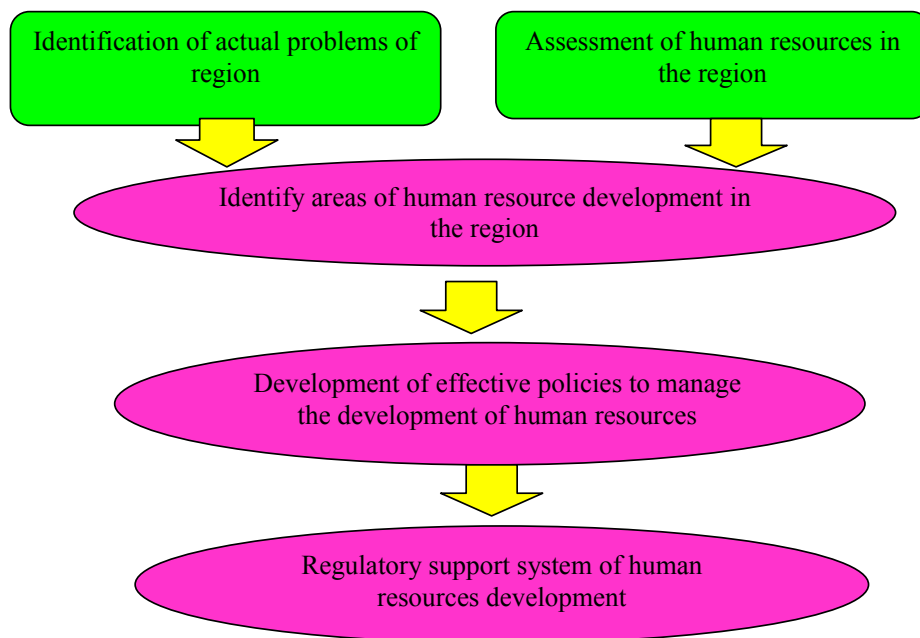 Identification of actual problems of
region
Assessment of human resources in
the region
Identify areas of human resource development in
the region
Development of effective policies to manage
the development of human resources
Regulatory support system of human
resources development